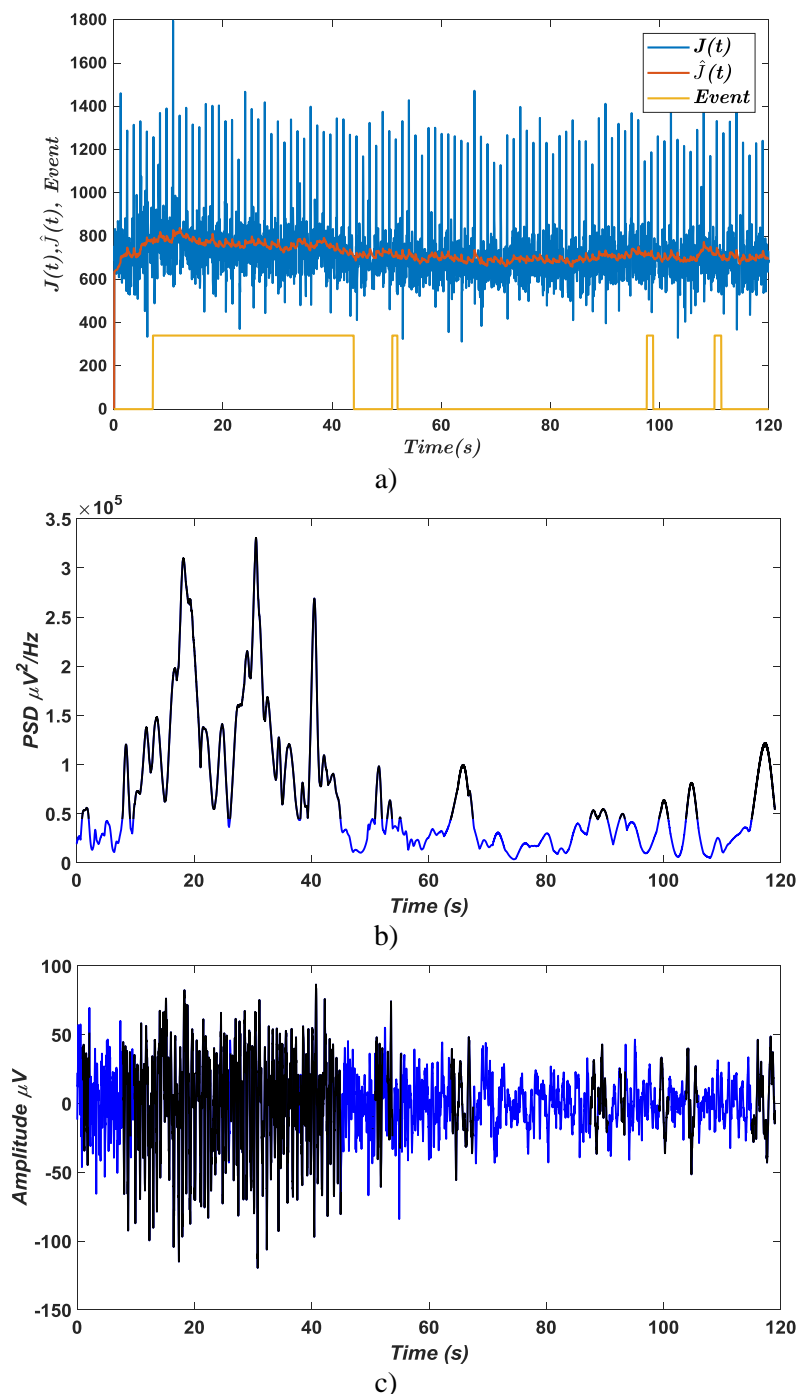 1800
1600
1400
1200
1000
800
600
400
200
0
J(t),Ĵ(t), Event
J(t)
Ĵ(t)
Event
0 20 40 60 80 100 120
Time(s)
a)
×10⁵
3.5
3
2.5
2
1.5
1
0.5
0
PSD μV²/Hz
0 20 40 60 80 100 120
Time (s)
b)
100
50
0
-50
-100
-150
Amplitude μV
0 20 40 60 80 100 120
Time (s)
c)